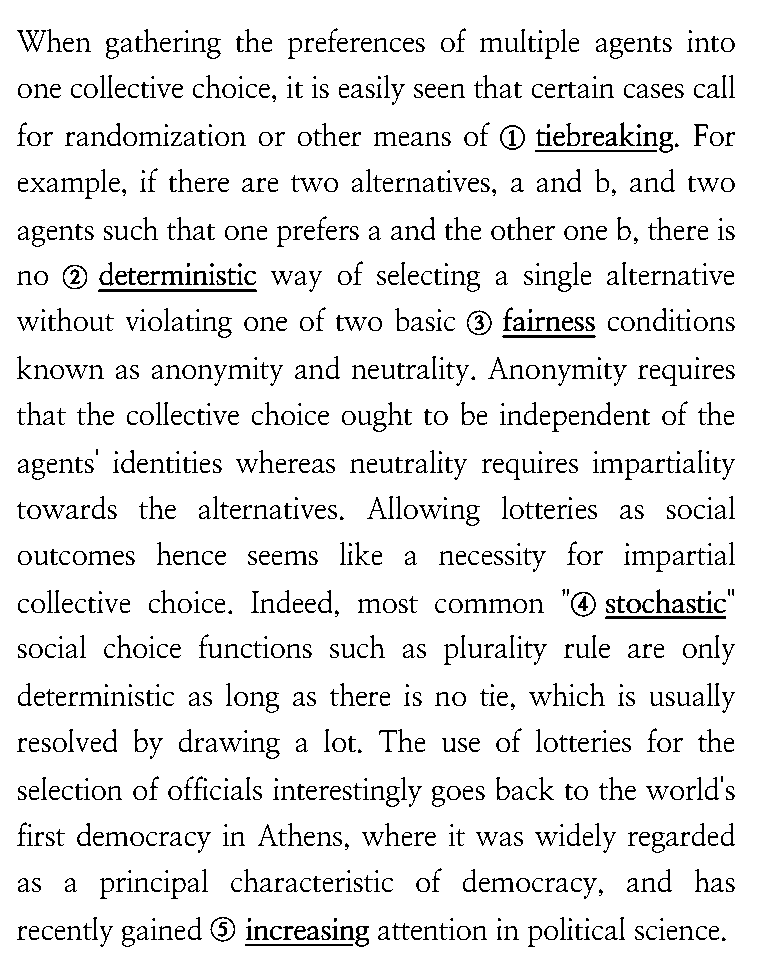 When gathering the preferences of multiple agents into
one collective choice, it is easily seen that certain cases call
for randomization or other means of ① tiebreaking. For
example, if there are two alternatives, a and b, and two
agents such that one prefers a and the other one b, there is
no ② deterministic way of selecting a single alternative
without violating one of two basic ③ fairness conditions
known as anonymity and neutrality. Anonymity requires
that the collective choice ought to be independent of the
agents' identities whereas neutrality requires impartiality
towards the alternatives. Allowing lotteries as social
outcomes hence seems like a necessity for impartial
collective choice. Indeed, most common "④ stochastic"
social choice functions such as plurality rule are only
deterministic as long as there is no tie, which is usually
resolved by drawing a lot. The use of lotteries for the
selection of officials interestingly goes back to the world's
first democracy in Athens, where it was widely regarded
as a principal characteristic of democracy, and has
recently gained ⑤ increasing attention in political science.